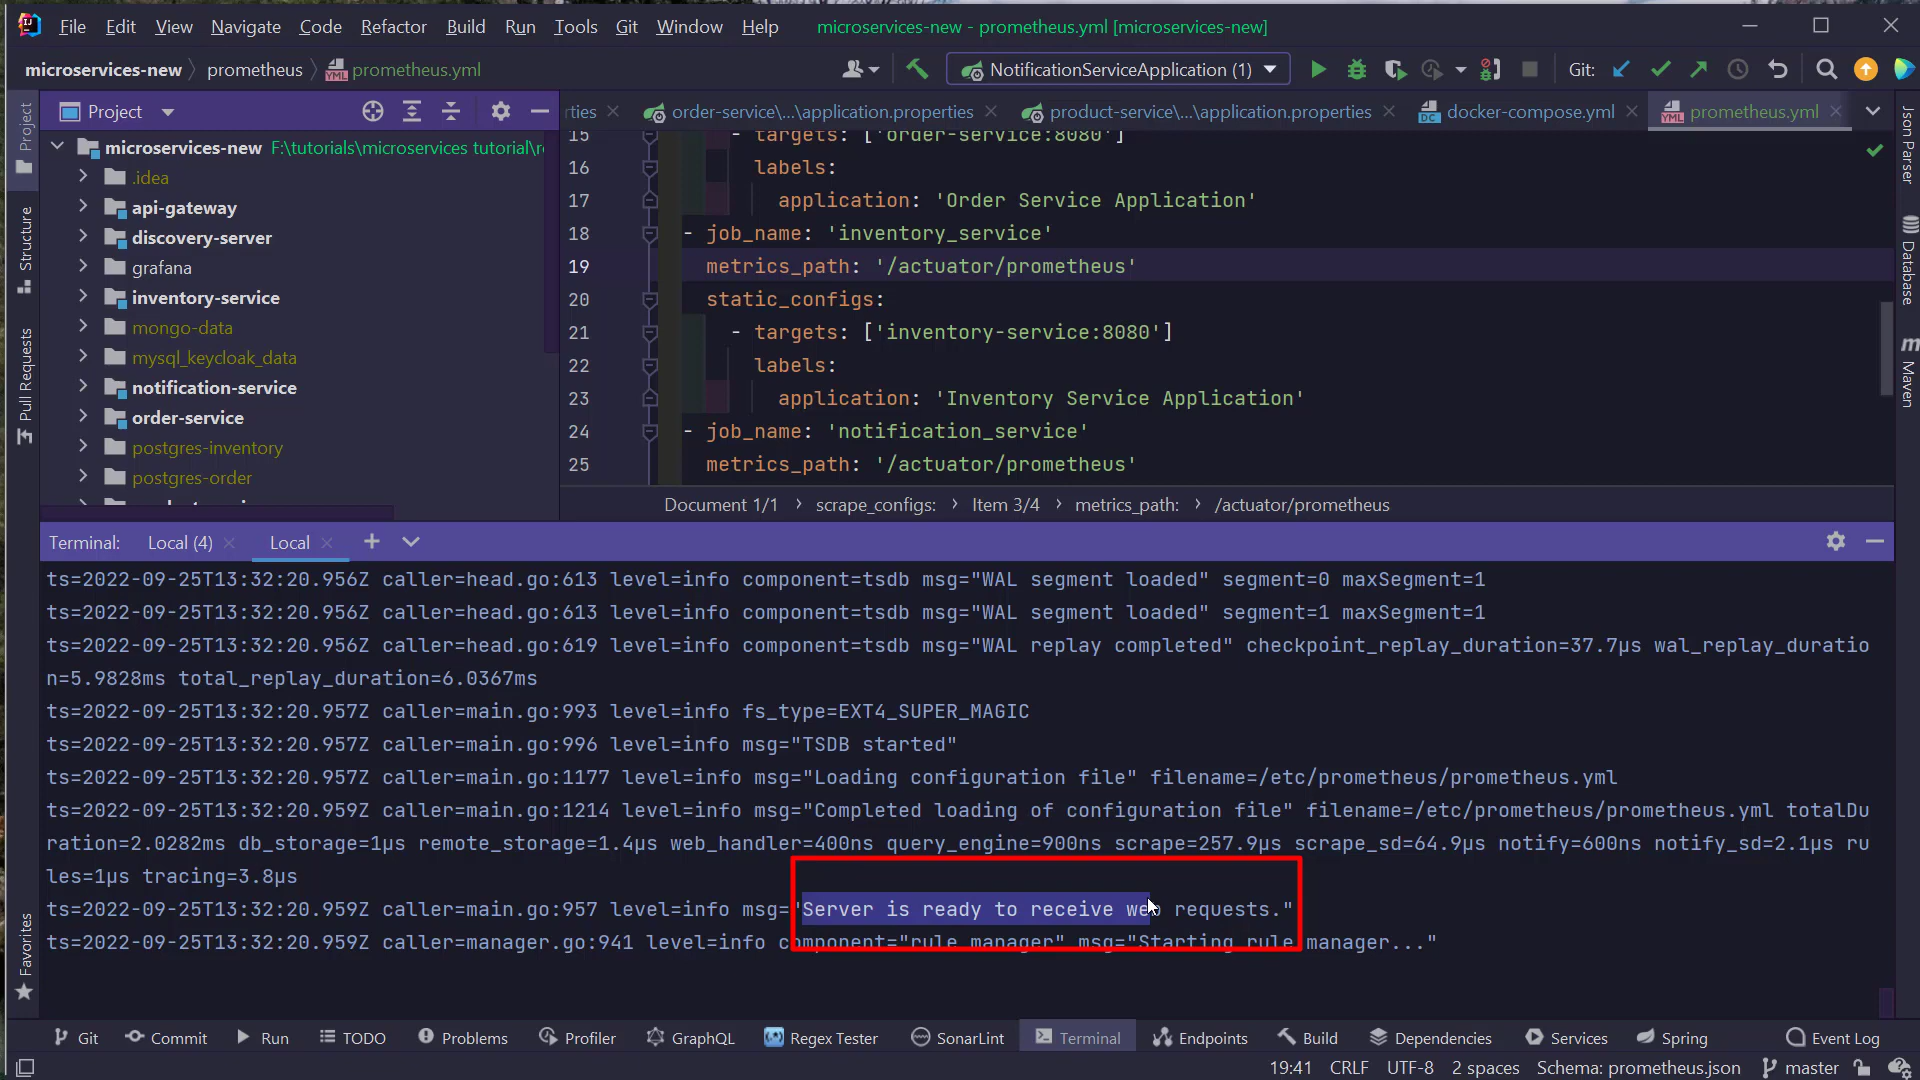 File Edit View Navigate Code Refactor Build Run Tools Git Window Help microservices-new - prometheus.yml [microservices-new]
microservices-new prometheus prometheus.yml NotificationServiceApplication (1) Git:
Project rties order-service\...\application.properties product-service\...\application.properties docker-compose.yml prometheus.yml
microservices-new F:\tutorials\microservices tutorial\r
.idea
api-gateway
discovery-server
grafana
inventory-service
mongo-data
mysql_keycloak_data
notification-service
order-service
postgres-inventory
postgres-order
15 - targets: ['order-service:8080']
16 labels:
17 application: 'Order Service Application'
18 - job_name: 'inventory_service'
19 metrics_path: '/actuator/prometheus'
20 static_configs:
21 - targets: ['inventory-service:8080']
22 labels:
23 application: 'Inventory Service Application'
24 - job_name: 'notification_service'
25 metrics_path: '/actuator/prometheus'
Document 1/1 › scrape_configs: › Item 3/4 › metrics_path: › /actuator/prometheus
Project
Structure
Pull Requests
Favorites
Json Parser
Database
Maven
Terminal: Local (4) Local
ts=2022-09-25T13:32:20.956Z caller=head.go:613 level=info component=tsdb msg="WAL segment loaded" segment=0 maxSegment=1
ts=2022-09-25T13:32:20.956Z caller=head.go:613 level=info component=tsdb msg="WAL segment loaded" segment=1 maxSegment=1
ts=2022-09-25T13:32:20.956Z caller=head.go:619 level=info component=tsdb msg="WAL replay completed" checkpoint_replay_duration=37.7µs wal_replay_duratio
n=5.9828ms total_replay_duration=6.0367ms
ts=2022-09-25T13:32:20.957Z caller=main.go:993 level=info fs_type=EXT4_SUPER_MAGIC
ts=2022-09-25T13:32:20.957Z caller=main.go:996 level=info msg="TSDB started"
ts=2022-09-25T13:32:20.957Z caller=main.go:1177 level=info msg="Loading configuration file" filename=/etc/prometheus/prometheus.yml
ts=2022-09-25T13:32:20.959Z caller=main.go:1214 level=info msg="Completed loading of configuration file" filename=/etc/prometheus/prometheus.yml totalDu
ration=2.0282ms db_storage=1µs remote_storage=1.4µs web_handler=400ns query_engine=900ns scrape=257.9µs scrape_sd=64.9µs notify=600ns notify_sd=2.1µs ru
les=1µs tracing=3.8µs
ts=2022-09-25T13:32:20.959Z caller=main.go:957 level=info msg="Server is ready to receive web requests."
ts=2022-09-25T13:32:20.959Z caller=manager.go:941 level=info component="rule manager" msg="Starting rule manager..."
Git Commit Run TODO Problems Profiler GraphQL Regex Tester SonarLint Terminal Endpoints Build Dependencies Services Spring Event Log
19:41 CRLF UTF-8 2 spaces Schema: prometheus.json master